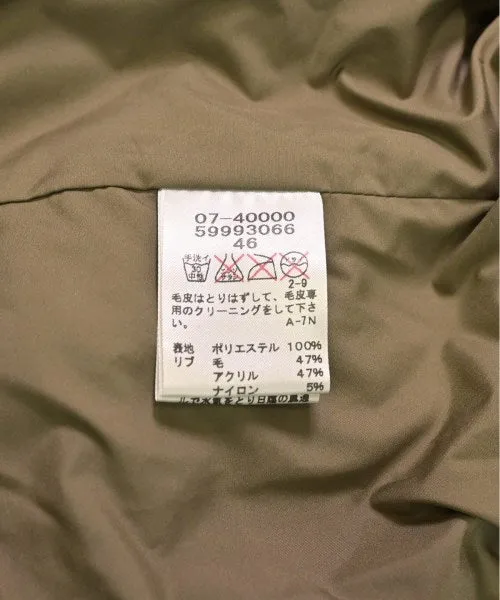 07-40000
59993066
46
手洗イ
30
中性
2-9
毛皮はとりはずして、毛皮専
用のクリーニングをして下さ
い。 A-7N
表地 ポリエステル 100%
リブ 毛 47%
アクリル 47%
ナイロン 5%